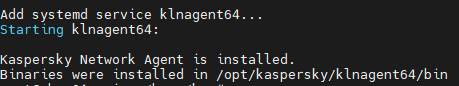 Add systemd service klnagent64...
Starting klnagent64:
Kaspersky Network Agent is installed.
Binaries were installed in /opt/kaspersky/klnagent64/bin